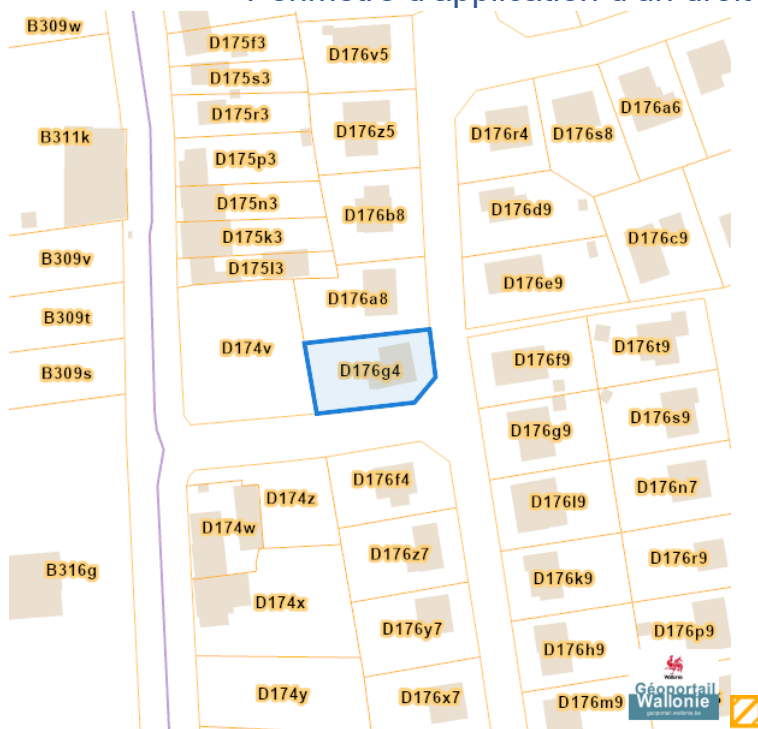 Périmètre d'application d'un droit
B309w
D175f3
D176v5
D175s3
D176a6
D175r3
B311k
D176z5
D176r4
D176s8
D175p3
D175n3
D176b8
D176d9
D175k3
D176c9
B309v
D175l3
D176e9
D176a8
B309t
D174v
D176t9
D176f9
B309s
D176g4
D176s9
D176g9
D176f4
D176n7
D174z
D176l9
D174w
D176z7
D176r9
B316g
D176k9
D174x
D176y7
D176p9
D176h9
Wallonie
Géoportail
Wallonie
geoportail.wallonie.be
D174y
D176x7
D176m9